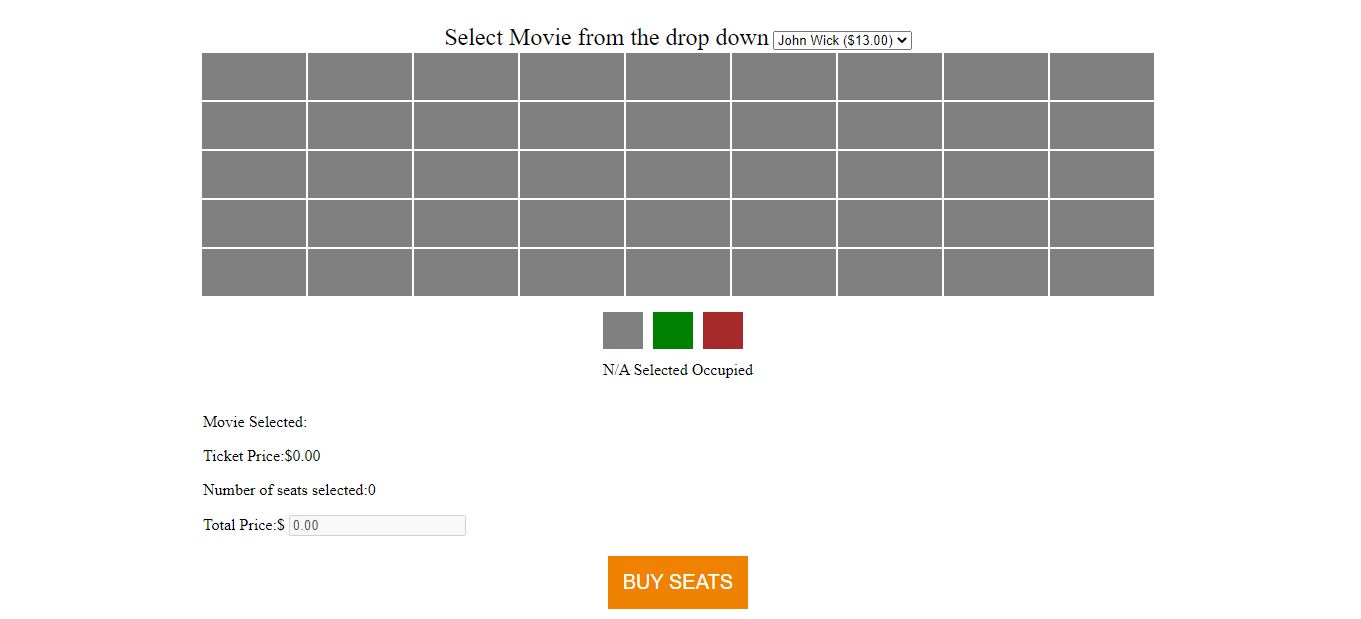 Select Movie from the drop down John Wick ($13.00)
N/A Selected Occupied
Movie Selected:
Ticket Price:$0.00
Number of seats selected:0
Total Price:$ 0.00
BUY SEATS